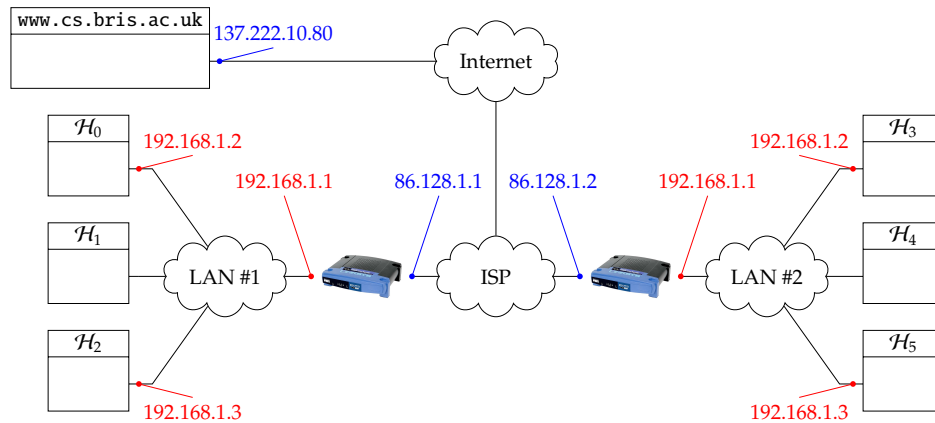 www.cs.bris.ac.uk
137.222.10.80
Internet
H0
192.168.1.2
192.168.1.1
86.128.1.1
86.128.1.2
192.168.1.1
192.168.1.2
H3
H1
LAN #1
ISP
LAN #2
H4
H2
192.168.1.3
192.168.1.3
H5